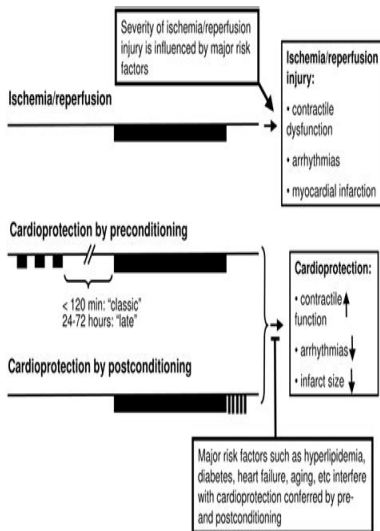 Severity of ischemia/reperfusion
injury is influenced by major risk
factors
Ischemia/reperfusion
Ischemia/reperfusion
injury:
• contractile
dysfunction
• arrhythmias
• myocardial infarction
Cardioprotection by preconditioning
< 120 min: “classic”
24-72 hours: “late”
Cardioprotection by postconditioning
Cardioprotection:
• contractile
function
• arrhythmias
• infarct size
Major risk factors such as hyperlipidemia,
diabetes, heart failure, aging, etc interfere
with cardioprotection conferred by pre-
and postconditioning